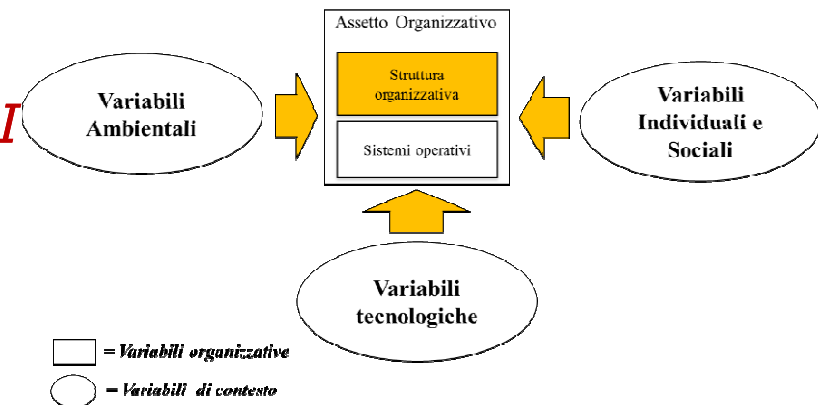 Assetto Organizzativo
Struttura
organizzativa
Sistemi operativi
I
Variabili
Ambientali
Variabili
Individuali e
Sociali
Variabili
tecnologiche
= Variabili organizzative
= Variabili di contesto